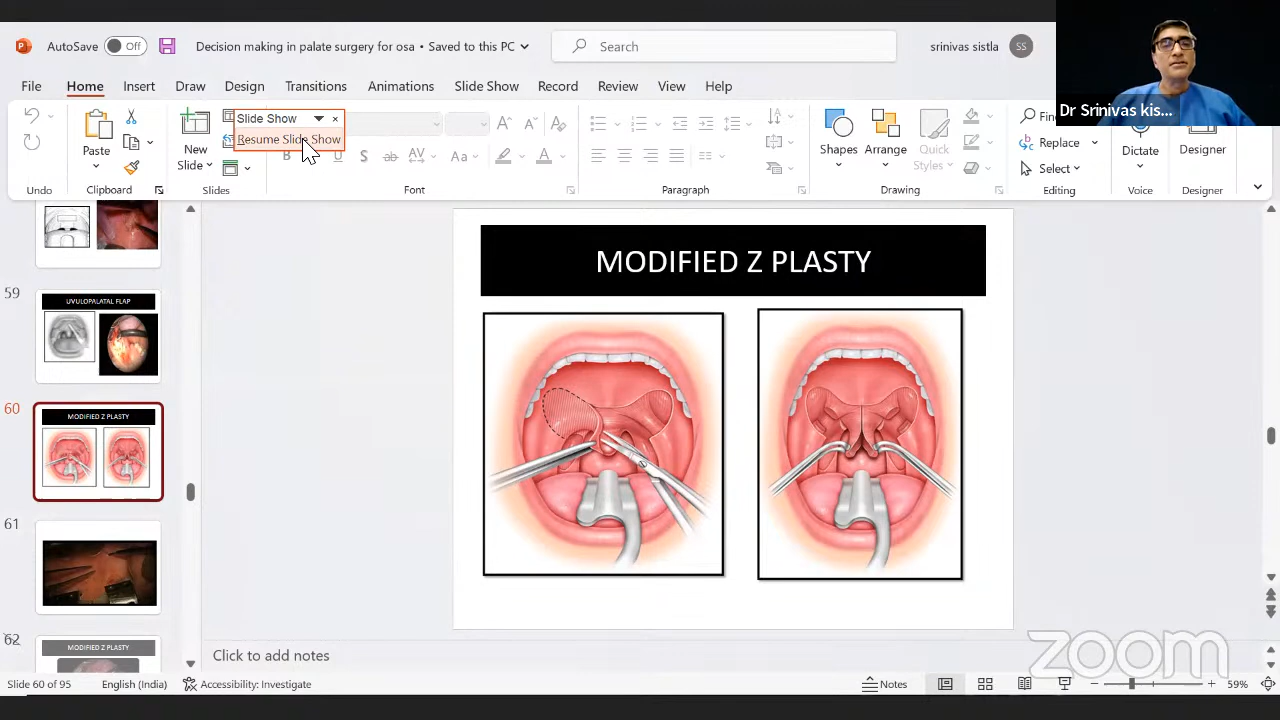 AutoSave Off Decision making in palate surgery for osa • Saved to this PC Search srinivas sistla SS
Dr Srinivas kis...
File Home Insert Draw Design Transitions Animations Slide Show Record Review View Help
Slide Show
Resume Slide Show
Paste
New
Slide
Shapes
Arrange
Quick
Styles
Replace
Select
Dictate
Designer
Undo Clipboard Slides Font Paragraph Drawing Editing Voice Designer
59
UVULOPALATAL FLAP
60
MODIFIED Z PLASTY
61
62
MODIFIED Z PLASTY
MODIFIED Z PLASTY
Click to add notes
zoom
Slide 60 of 95 English (India) Accessibility: Investigate Notes 59%